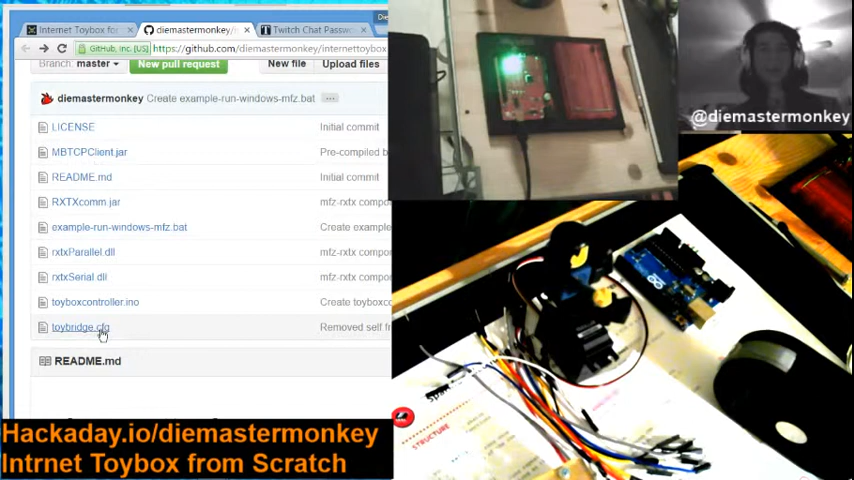 Internet Toybox for
diemastermonkey/
Twitch Chat Passw
GitHub, Inc. [US]
https://github.com/diemastermonkey/internettoybox
Branch: master
New pull request
New file
Upload files
diemastermonkey Create example-run-windows-mfz.bat
LICENSE
Initial commit
MBTCPClient.jar
Pre-compiled b
README.md
Initial commit
RXTXcomm.jar
mfz-rxtx compo
example-run-windows-mfz.bat
Create example
rxtxParallel.dll
mfz-rxtx compo
rxtxSerial.dll
mfz-rxtx compo
toyboxcontroller.ino
Create toyboxco
toybridge.cfg
Removed self fr
README.md
@diemastermonkey
STRUCTURE
Hackaday.io/diemastermonkey
Intrnet Toybox from Scratch